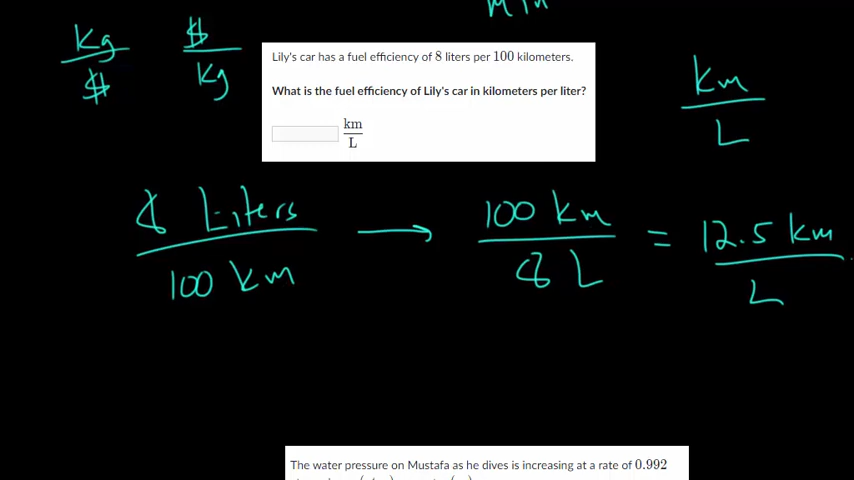 Min
kg
$
$
kg
Lily's car has a fuel efficiency of 8 liters per 100 kilometers.
What is the fuel efficiency of Lily's car in kilometers per liter?
km
L
km
L
8 Liters
100 km
100 km
8 L
= 12.5 km
L
The water pressure on Mustafa as he dives is increasing at a rate of 0.992